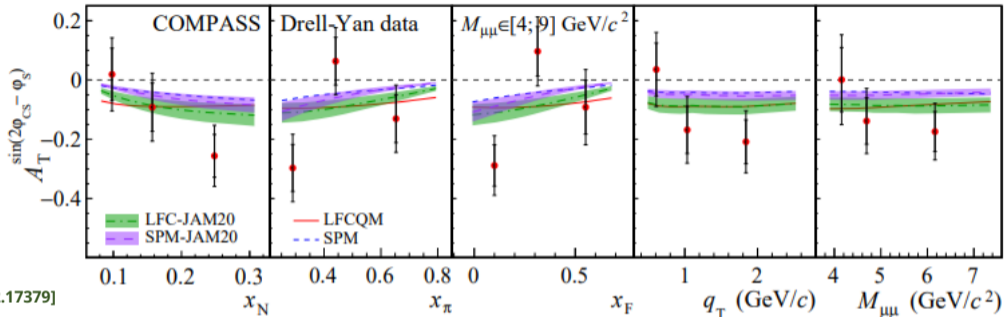 COMPASS Drell-Yan data M_μμ∈[4; 9] GeV/c²
A_T^sin(2φ_CS − φ_S)
0.2
0
−0.2
−0.4
LFC-JAM20
SPM-JAM20
LFCQM
SPM
0.1 0.2 0.3 0.4 0.6 0.8 0 0.5 1 2 4 5 6 7
.17379] x_N x_π x_F q_T (GeV/c) M_μμ (GeV/c²)